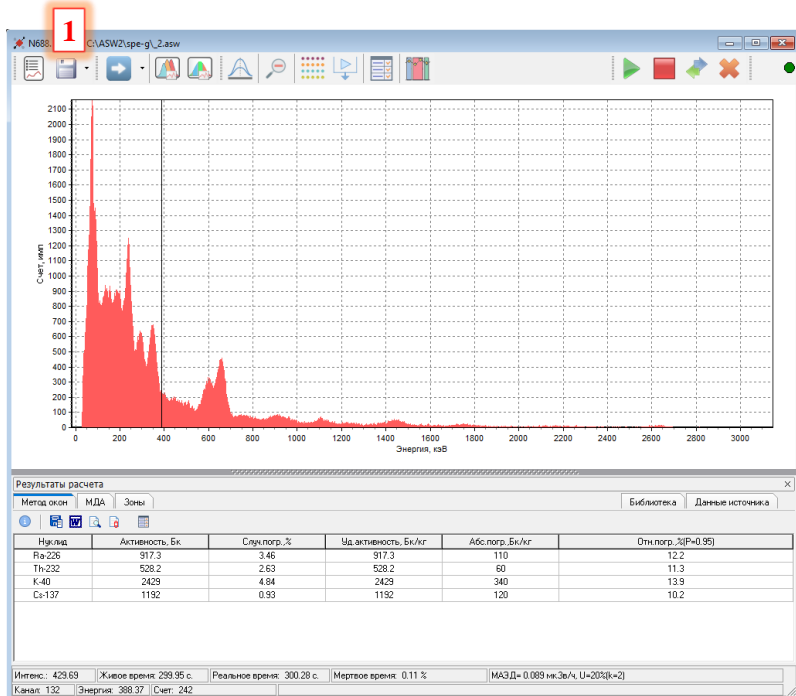 1
N688. C:\ASW2\spe-g\_2.asw
2100
2000
1900
1800
1700
1600
1500
1400
1300
1200
1100
1000
900
800
700
600
500
400
300
200
100
0
Счет, имп
0 200 400 600 800 1000 1200 1400 1600 1800 2000 2200 2400 2600 2800 3000
Энергия, кэВ
Результаты расчета
Метод окон МДА Зоны Библиотека Данные источника
Нуклид Активность, Бк Случ.погр.,% Уд.активность, Бк/кг Абс.погр.,Бк/кг Отн.погр.,%(P=0.95)
Ra-226 917.3 3.46 917.3 110 12.2
Th-232 528.2 2.63 528.2 60 11.3
K-40 2429 4.84 2429 340 13.9
Cs-137 1192 0.93 1192 120 10.2
Интенс.: 429.69 Живое время: 299.95 с. Реальное время: 300.28 с. Мертвое время: 0.11 % МАЭД= 0.089 мк.Зв/ч, U=20%(k=2)
Канал: 132 Энергия: 388.37 Счет: 242